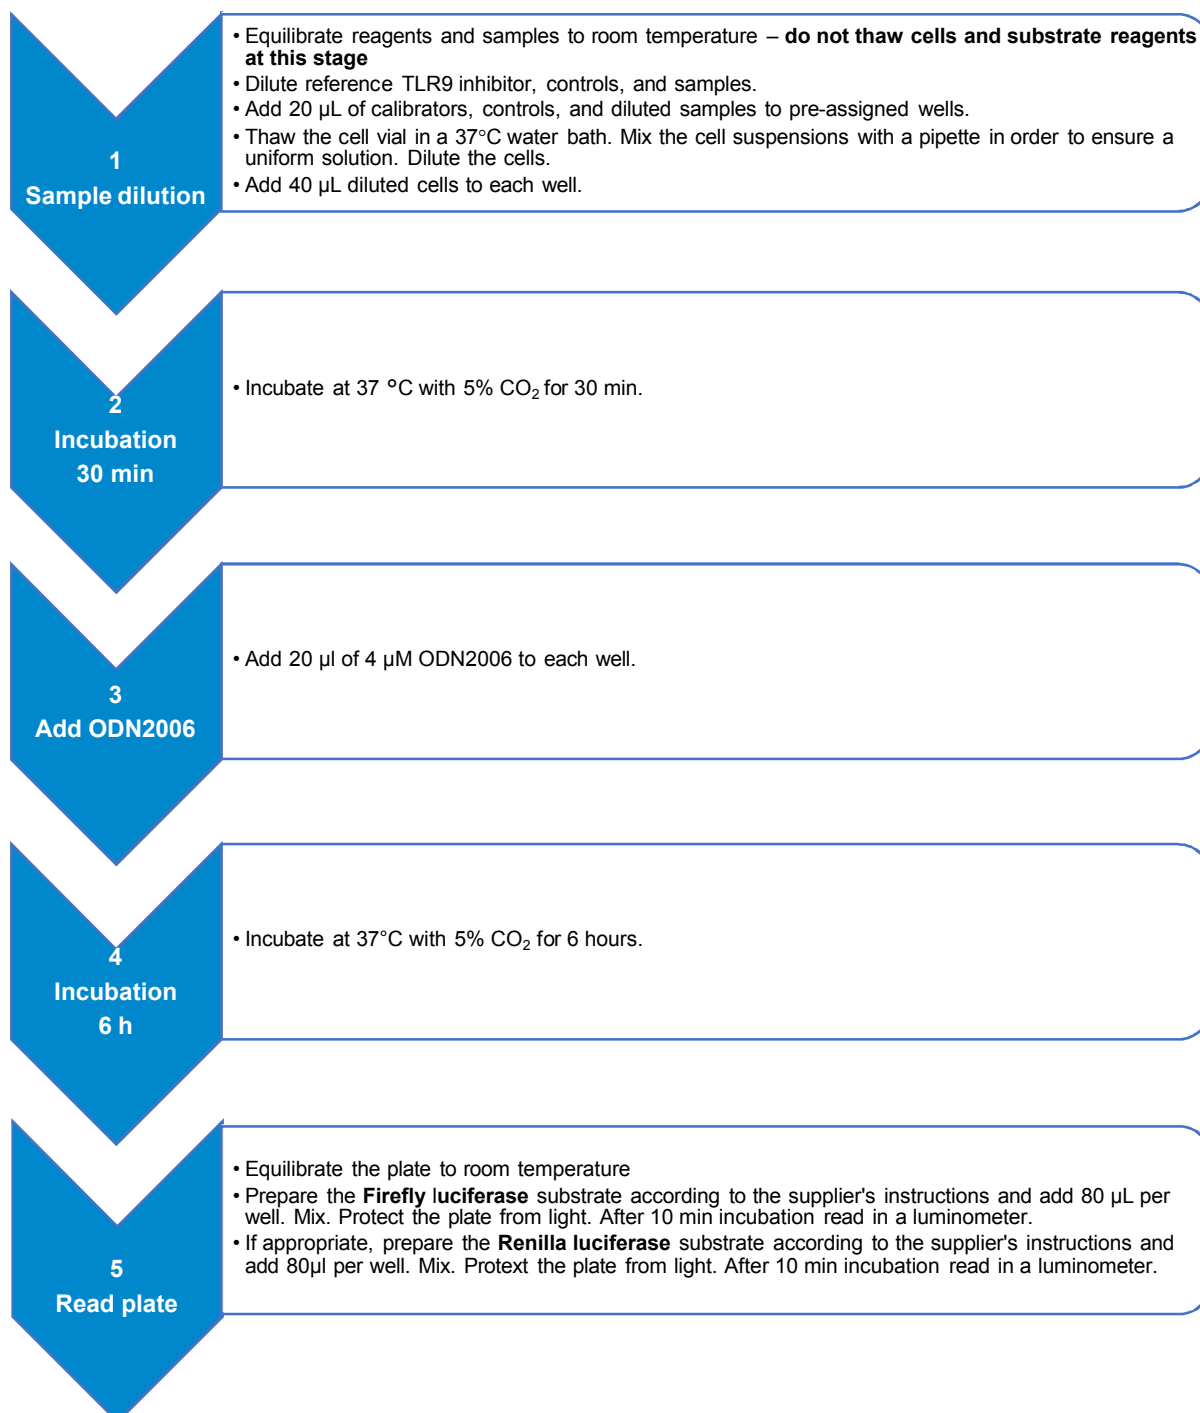 1
Sample dilution
• Equilibrate reagents and samples to room temperature – do not thaw cells and substrate reagents
at this stage
• Dilute reference TLR9 inhibitor, controls, and samples.
• Add 20 µL of calibrators, controls, and diluted samples to pre-assigned wells.
• Thaw the cell vial in a 37°C water bath. Mix the cell suspensions with a pipette in order to ensure a
uniform solution. Dilute the cells.
• Add 40 µL diluted cells to each well.
2
Incubation
30 min
• Incubate at 37 °C with 5% CO₂ for 30 min.
3
Add ODN2006
• Add 20 µl of 4 µM ODN2006 to each well.
4
Incubation
6 h
• Incubate at 37°C with 5% CO₂ for 6 hours.
5
Read plate
• Equilibrate the plate to room temperature
• Prepare the Firefly luciferase substrate according to the supplier's instructions and add 80 µL per
well. Mix. Protect the plate from light. After 10 min incubation read in a luminometer.
• If appropriate, prepare the Renilla luciferase substrate according to the supplier's instructions and
add 80µl per well. Mix. Protext the plate from light. After 10 min incubation read in a luminometer.